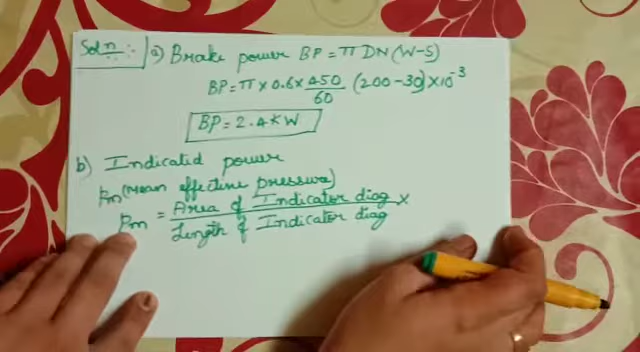 Soln :- a) Brake power BP = π DN (W-S)
BP = π × 0.6 × 450/60 (200-30) × 10⁻³
BP = 2.4 kW
b) Indicated power
Pm (Mean effective pressure)
Pm = Area of Indicator diag / Length of Indicator diag ×